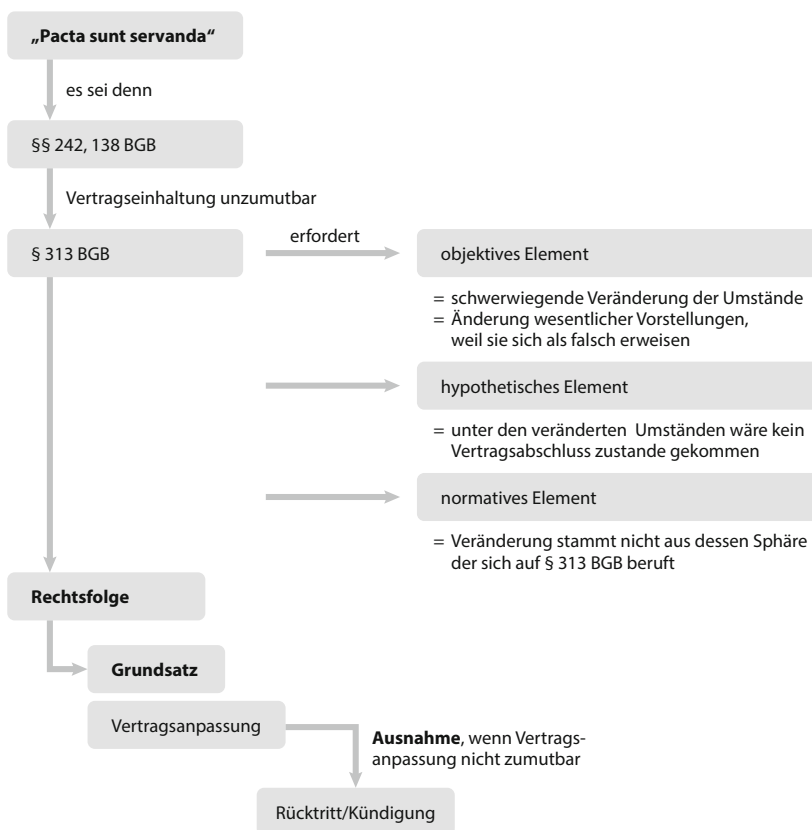 „Pacta sunt servanda“
es sei denn
§§ 242, 138 BGB
Vertragseinhaltung unzumutbar
§ 313 BGB
erfordert
objektives Element
= schwerwiegende Veränderung der Umstände
= Änderung wesentlicher Vorstellungen,
weil sie sich als falsch erweisen
hypothetisches Element
= unter den veränderten Umständen wäre kein
Vertragsabschluss zustande gekommen
normatives Element
= Veränderung stammt nicht aus dessen Sphäre
der sich auf § 313 BGB beruft
Rechtsfolge
Grundsatz
Vertragsanpassung
Ausnahme, wenn Vertrags-
anpassung nicht zumutbar
Rücktritt/Kündigung